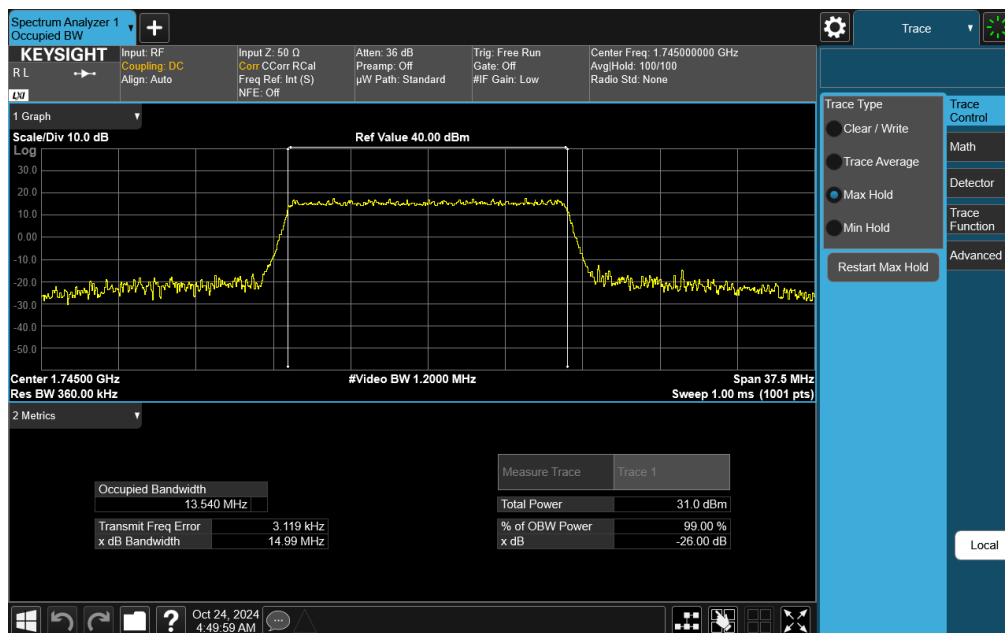 Spectrum Analyzer 1
Occupied BW
+
Trace
KEYSIGHT
R L
LXI
Input: RF
Coupling: DC
Align: Auto
Input Z: 50 Ω
Corr CCorr RCal
Freq Ref: Int (S)
NFE: Off
Atten: 36 dB
Preamp: Off
µW Path: Standard
Trig: Free Run
Gate: Off
#IF Gain: Low
Center Freq: 1.745000000 GHz
Avg|Hold: 100/100
Radio Std: None
1 Graph
Scale/Div 10.0 dB
Ref Value 40.00 dBm
Log
30.0
20.0
10.0
0.00
-10.0
-20.0
-30.0
-40.0
-50.0
Center 1.74500 GHz
#Video BW 1.2000 MHz
Span 37.5 MHz
Res BW 360.00 kHz
Sweep 1.00 ms (1001 pts)
2 Metrics
Measure Trace
Trace 1
Occupied Bandwidth
13.540 MHz
Total Power
31.0 dBm
Transmit Freq Error
3.119 kHz
% of OBW Power
99.00 %
x dB Bandwidth
14.99 MHz
x dB
-26.00 dB
Trace Type
Clear / Write
Trace Average
Max Hold
Min Hold
Restart Max Hold
Trace
Control
Math
Detector
Trace
Function
Advanced
Local
?
Oct 24, 2024
4:49:59 AM